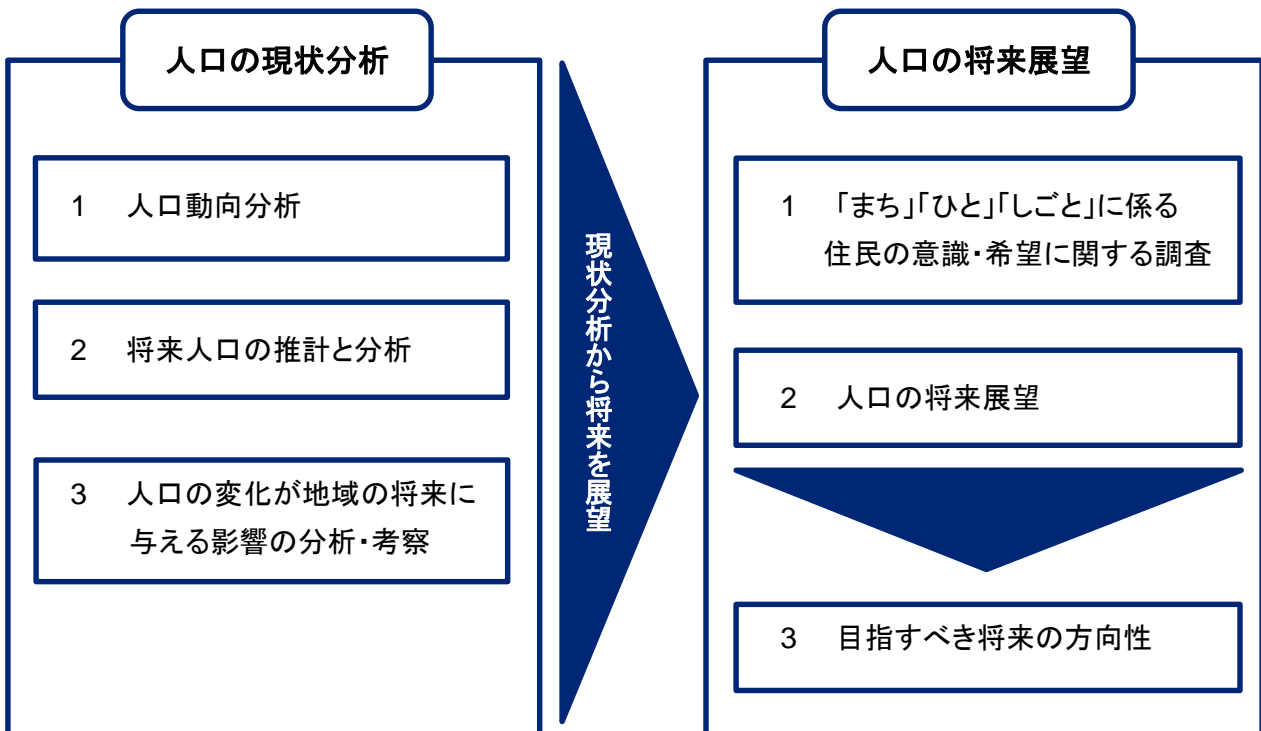 人口の現状分析
1 人口動向分析
2 将来人口の推計と分析
3 人口の変化が地域の将来に
与える影響の分析・考察
現状分析から将来を展望
人口の将来展望
1 「まち」「ひと」「しごと」に係る
住民の意識・希望に関する調査
2 人口の将来展望
3 目指すべき将来の方向性